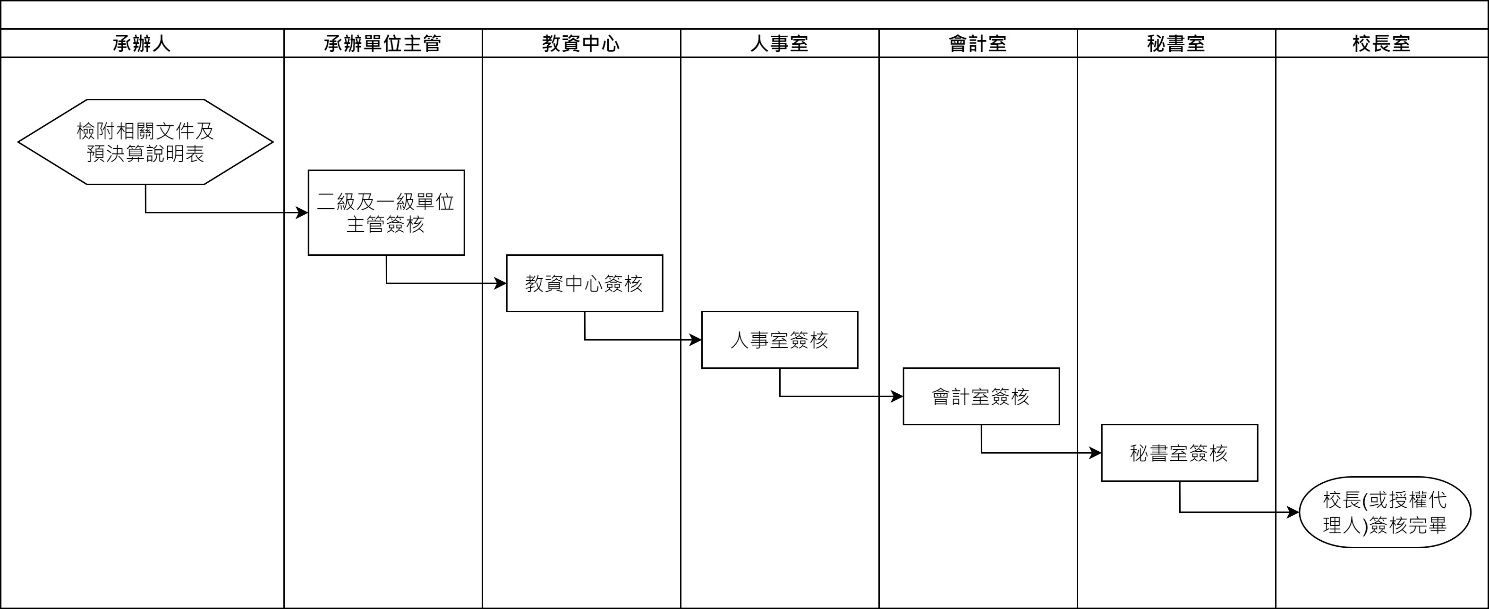 承辦人
承辦單位主管
教資中心
人事室
會計室
秘書室
校長室
檢附相關文件及
預決算說明表
二級及一級單位
主管簽核
教資中心簽核
人事室簽核
會計室簽核
秘書室簽核
校長(或授權代
理人)簽核完畢